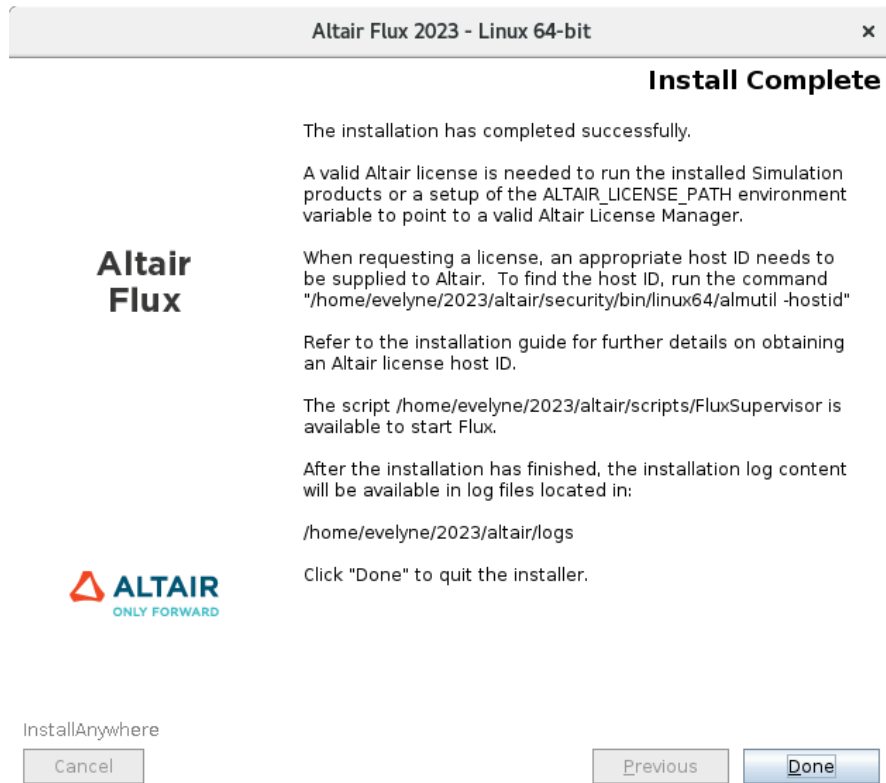 Altair Flux 2023 - Linux 64-bit
×
Install Complete
The installation has completed successfully.
A valid Altair license is needed to run the installed Simulation
products or a setup of the ALTAIR_LICENSE_PATH environment
variable to point to a valid Altair License Manager.
When requesting a license, an appropriate host ID needs to
be supplied to Altair.  To find the host ID, run the command
"/home/evelyne/2023/altair/security/bin/linux64/almutil -hostid"
Refer to the installation guide for further details on obtaining
an Altair license host ID.
The script /home/evelyne/2023/altair/scripts/FluxSupervisor is
available to start Flux.
After the installation has finished, the installation log content
will be available in log files located in:
/home/evelyne/2023/altair/logs
Click "Done" to quit the installer.
Altair
Flux
ALTAIR
ONLY FORWARD
InstallAnywhere
Cancel
Previous
Done